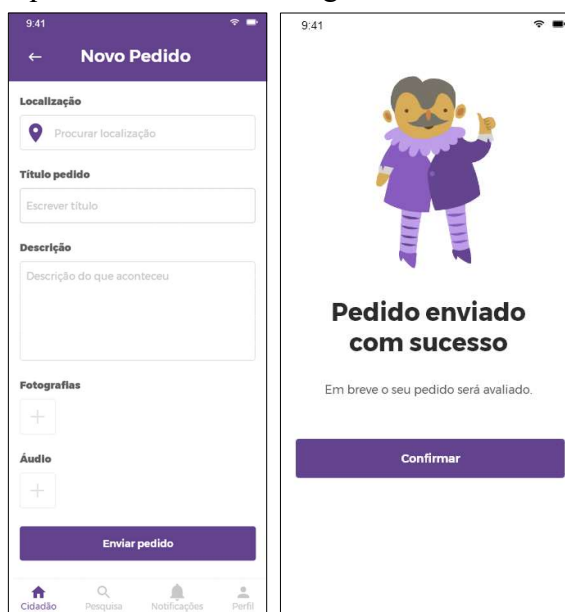 9:41
Novo Pedido
Localização
Procurar localização
Título pedido
Escrever título
Descrição
Descrição do que aconteceu
Fotografias
Áudio
Enviar pedido
Cidadão Pesquisa Notificações Perfil
9:41
Pedido enviado
com sucesso
Em breve o seu pedido será avaliado.
Confirmar